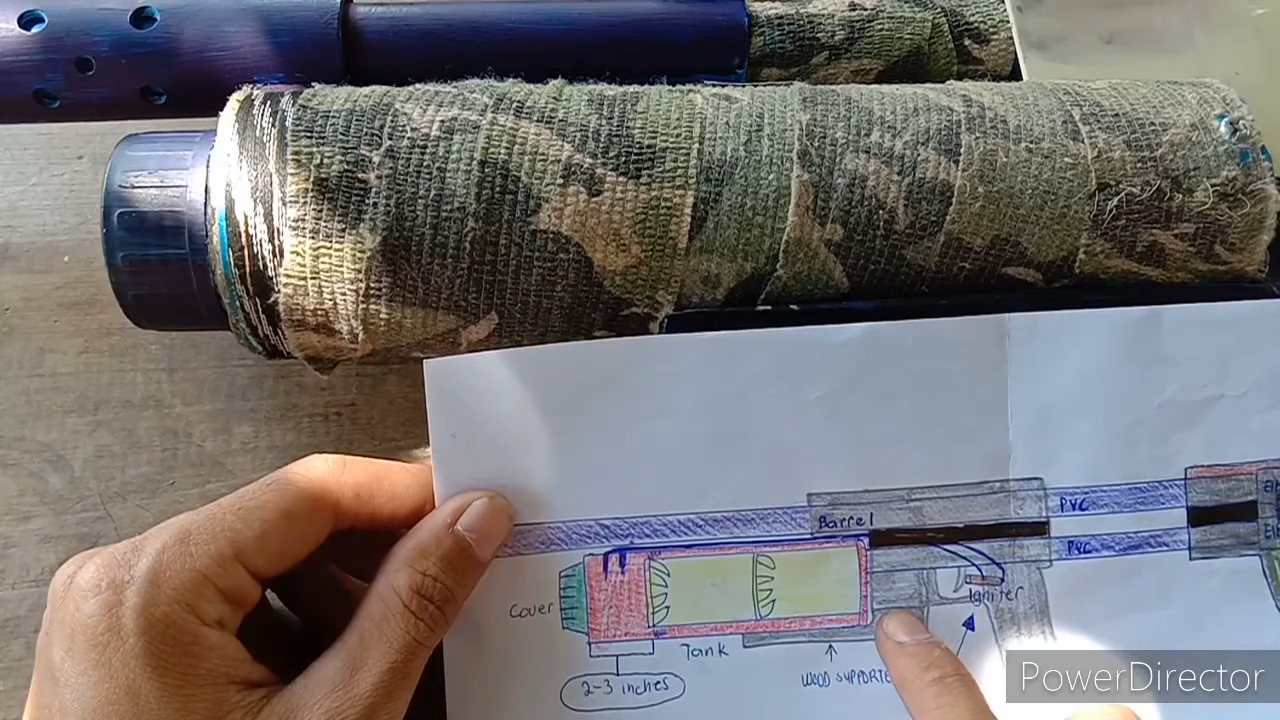 Barrel
PVC
PVC
Igniter
Cover
Tank
2-3 inches
WOOD SUPPORTE
PowerDirector